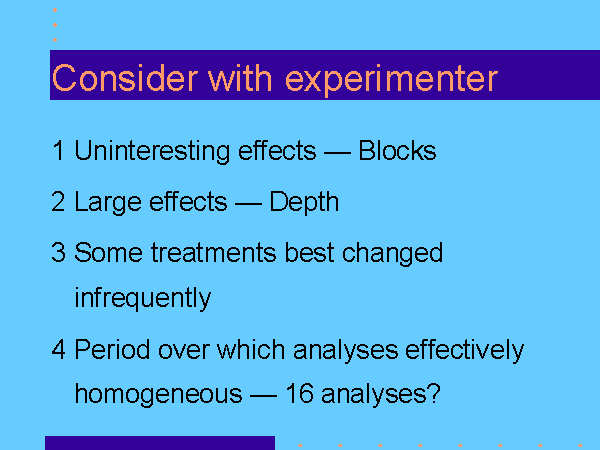 Consider with experimenter
1 Uninteresting effects — Blocks
2 Large effects — Depth
3 Some treatments best changed
infrequently
4 Period over which analyses effectively
homogeneous — 16 analyses?